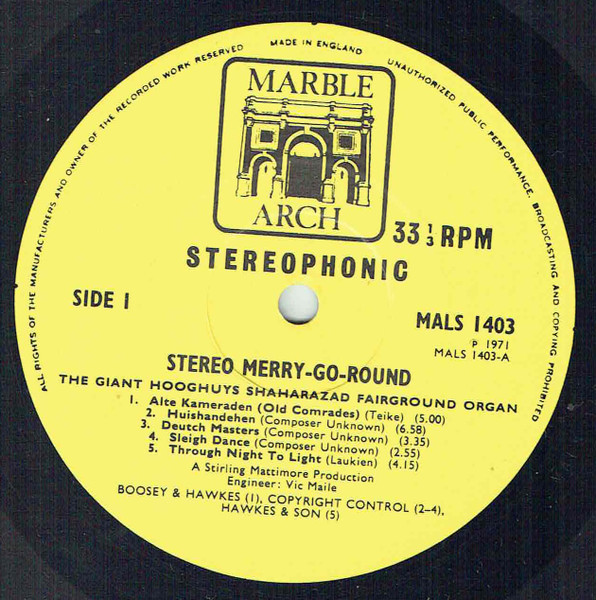 ALL RIGHTS OF THE MANUFACTURERS AND OWNER OF THE RECORDED WORK RESERVED
MADE IN ENGLAND
UNAUTHORIZED PUBLIC PERFORMANCE, BROADCASTING AND COPYING PROHIBITED
MARBLE
ARCH
33 1/3 RPM
STEREOPHONIC
SIDE 1
MALS 1403
℗ 1971
MALS 1403-A
STEREO MERRY-GO-ROUND
THE GIANT HOOGHUYS SHAHARAZAD FAIRGROUND ORGAN
1. Alte Kameraden (Old Comrades) (Teike) (5.00)
2. Huishandehen (Composer Unknown) (6.58)
3. Deutch Masters (Composer Unknown) (3.35)
4. Sleigh Dance (Composer Unknown) (2.55)
5. Through Night To Light (Laukien) (4.15)
A Stirling Mattimore Production
Engineer: Vic Maile
BOOSEY & HAWKES (1), COPYRIGHT CONTROL (2-4),
HAWKES & SON (5)